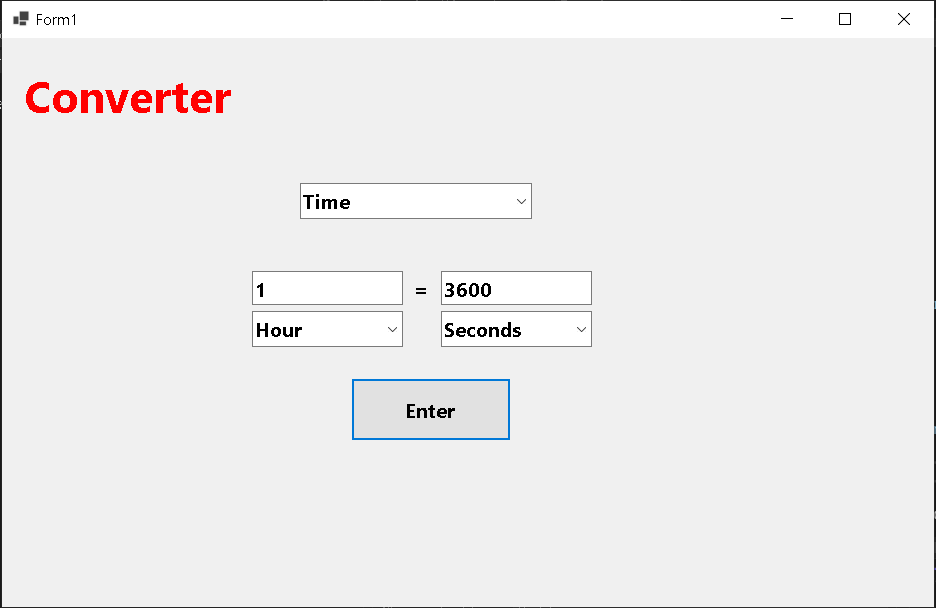 Form1
Converter
Time
1 = 3600
Hour Seconds
Enter